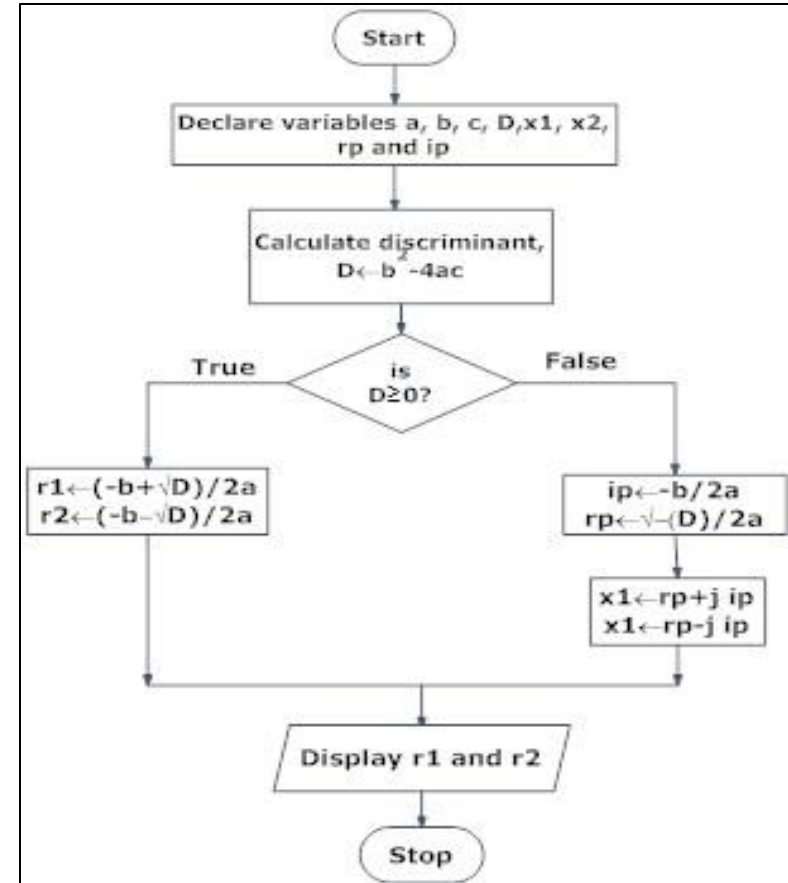 Start
Declare variables a, b, c, D,x1, x2,
rp and ip
Calculate discriminant,
D←b²-4ac
is
D≥0?
True
False
r1←(-b+√D)/2a
r2←(-b-√D)/2a
ip←-b/2a
rp←√-(D)/2a
x1←rp+j ip
x1←rp-j ip
Display r1 and r2
Stop